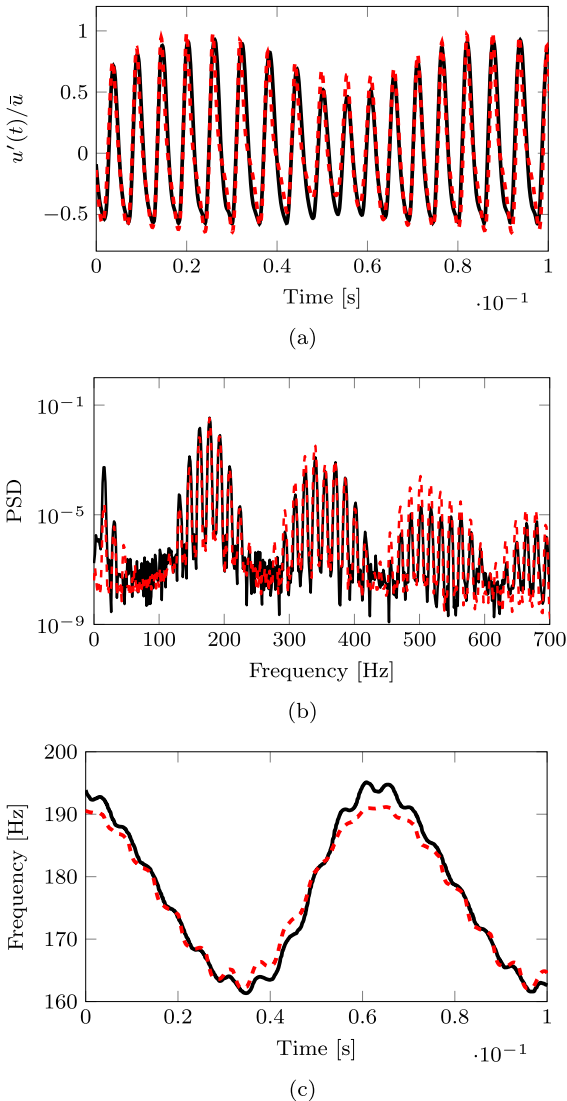 1
0.5
0
−0.5
u′(t)/ū
0 0.2 0.4 0.6 0.8 1
Time [s]
·10−1
(a)
10−1
10−5
10−9
PSD
0 100 200 300 400 500 600 700
Frequency [Hz]
(b)
200
190
180
170
160
Frequency [Hz]
0 0.2 0.4 0.6 0.8 1
Time [s]
·10−1
(c)